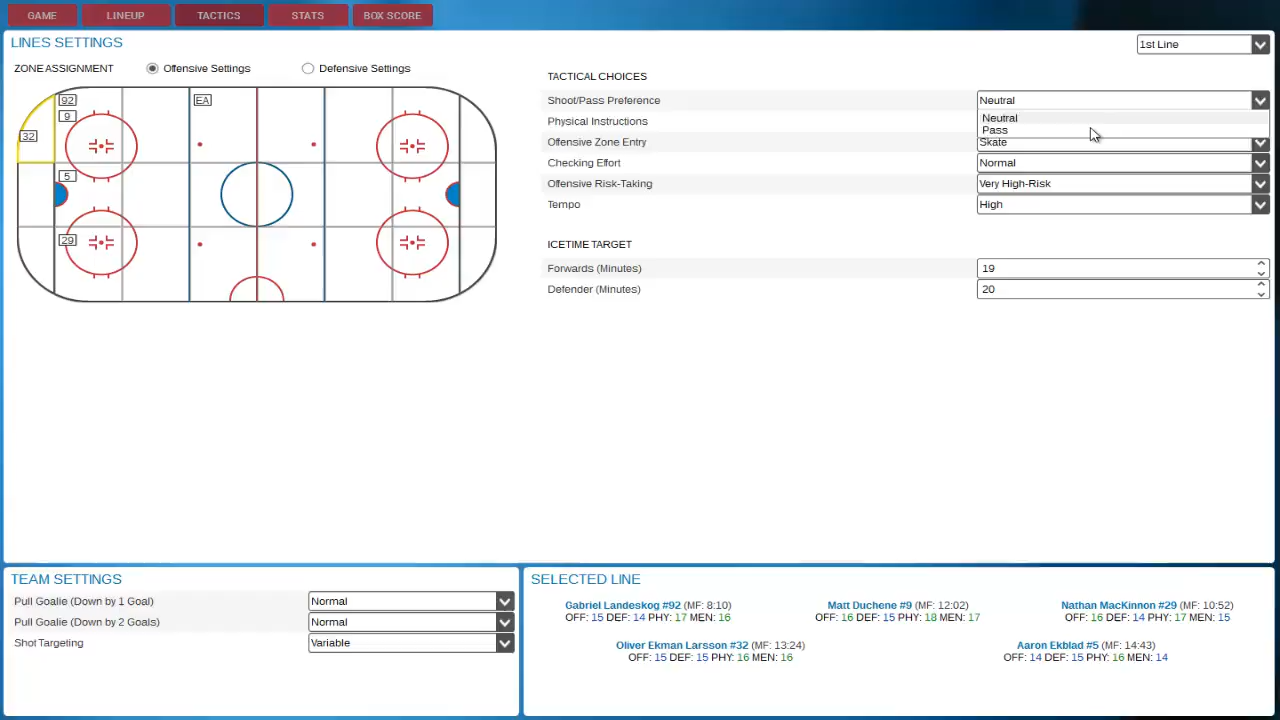 GAME LINEUP TACTICS STATS BOX SCORE
LINES SETTINGS
1st Line
ZONE ASSIGNMENT Offensive Settings Defensive Settings
92 EA
9
32
5
29
TACTICAL CHOICES
Shoot/Pass Preference Neutral
Neutral
Physical Instructions
Pass
Offensive Zone Entry Skate
Checking Effort Normal
Offensive Risk-Taking Very High-Risk
Tempo High
ICETIME TARGET
Forwards (Minutes) 19
Defender (Minutes) 20
TEAM SETTINGS
Pull Goalie (Down by 1 Goal) Normal
Pull Goalie (Down by 2 Goals) Normal
Shot Targeting Variable
SELECTED LINE
Gabriel Landeskog #92 (MF: 8:10) Matt Duchene #9 (MF: 12:02) Nathan MacKinnon #29 (MF: 10:52)
OFF: 15 DEF: 14 PHY: 17 MEN: 16 OFF: 16 DEF: 15 PHY: 18 MEN: 17 OFF: 16 DEF: 14 PHY: 17 MEN: 15
Oliver Ekman Larsson #32 (MF: 13:24) Aaron Ekblad #5 (MF: 14:43)
OFF: 15 DEF: 15 PHY: 16 MEN: 16 OFF: 14 DEF: 15 PHY: 16 MEN: 14